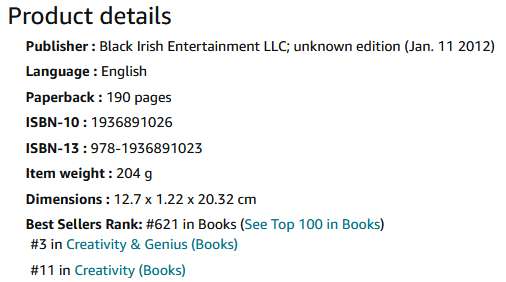 Product details
Publisher : Black Irish Entertainment LLC; unknown edition (Jan. 11 2012)
Language : English
Paperback : 190 pages
ISBN-10 : 1936891026
ISBN-13 : 978-1936891023
Item weight : 204 g
Dimensions : 12.7 x 1.22 x 20.32 cm
Best Sellers Rank: #621 in Books (See Top 100 in Books)
#3 in Creativity & Genius (Books)
#11 in Creativity (Books)